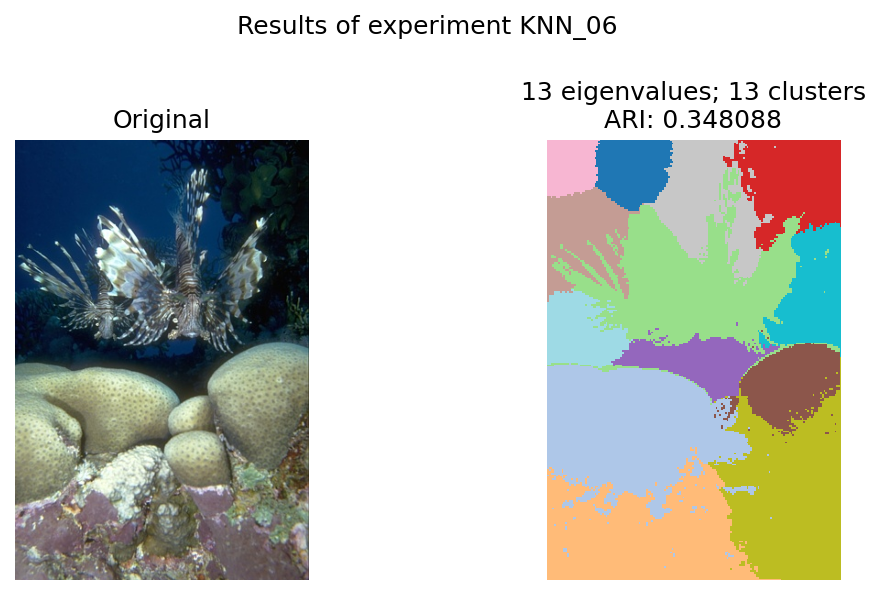 Results of experiment KNN_06
Original
13 eigenvalues; 13 clusters
ARI: 0.348088